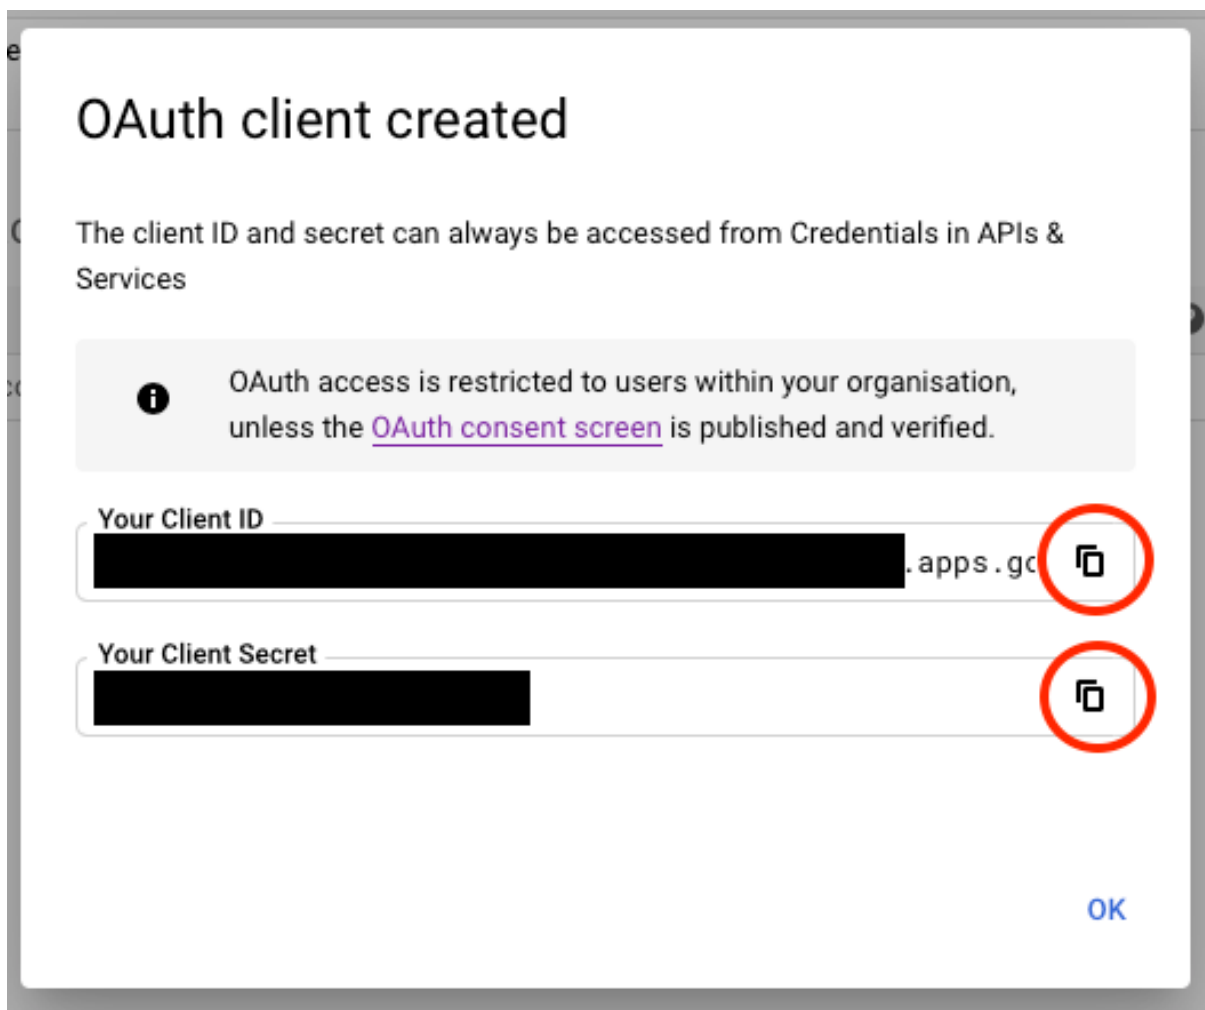 OAuth client created
The client ID and secret can always be accessed from Credentials in APIs &
Services
OAuth access is restricted to users within your organisation,
unless the OAuth consent screen is published and verified.
Your Client ID
.apps.go
Your Client Secret
OK